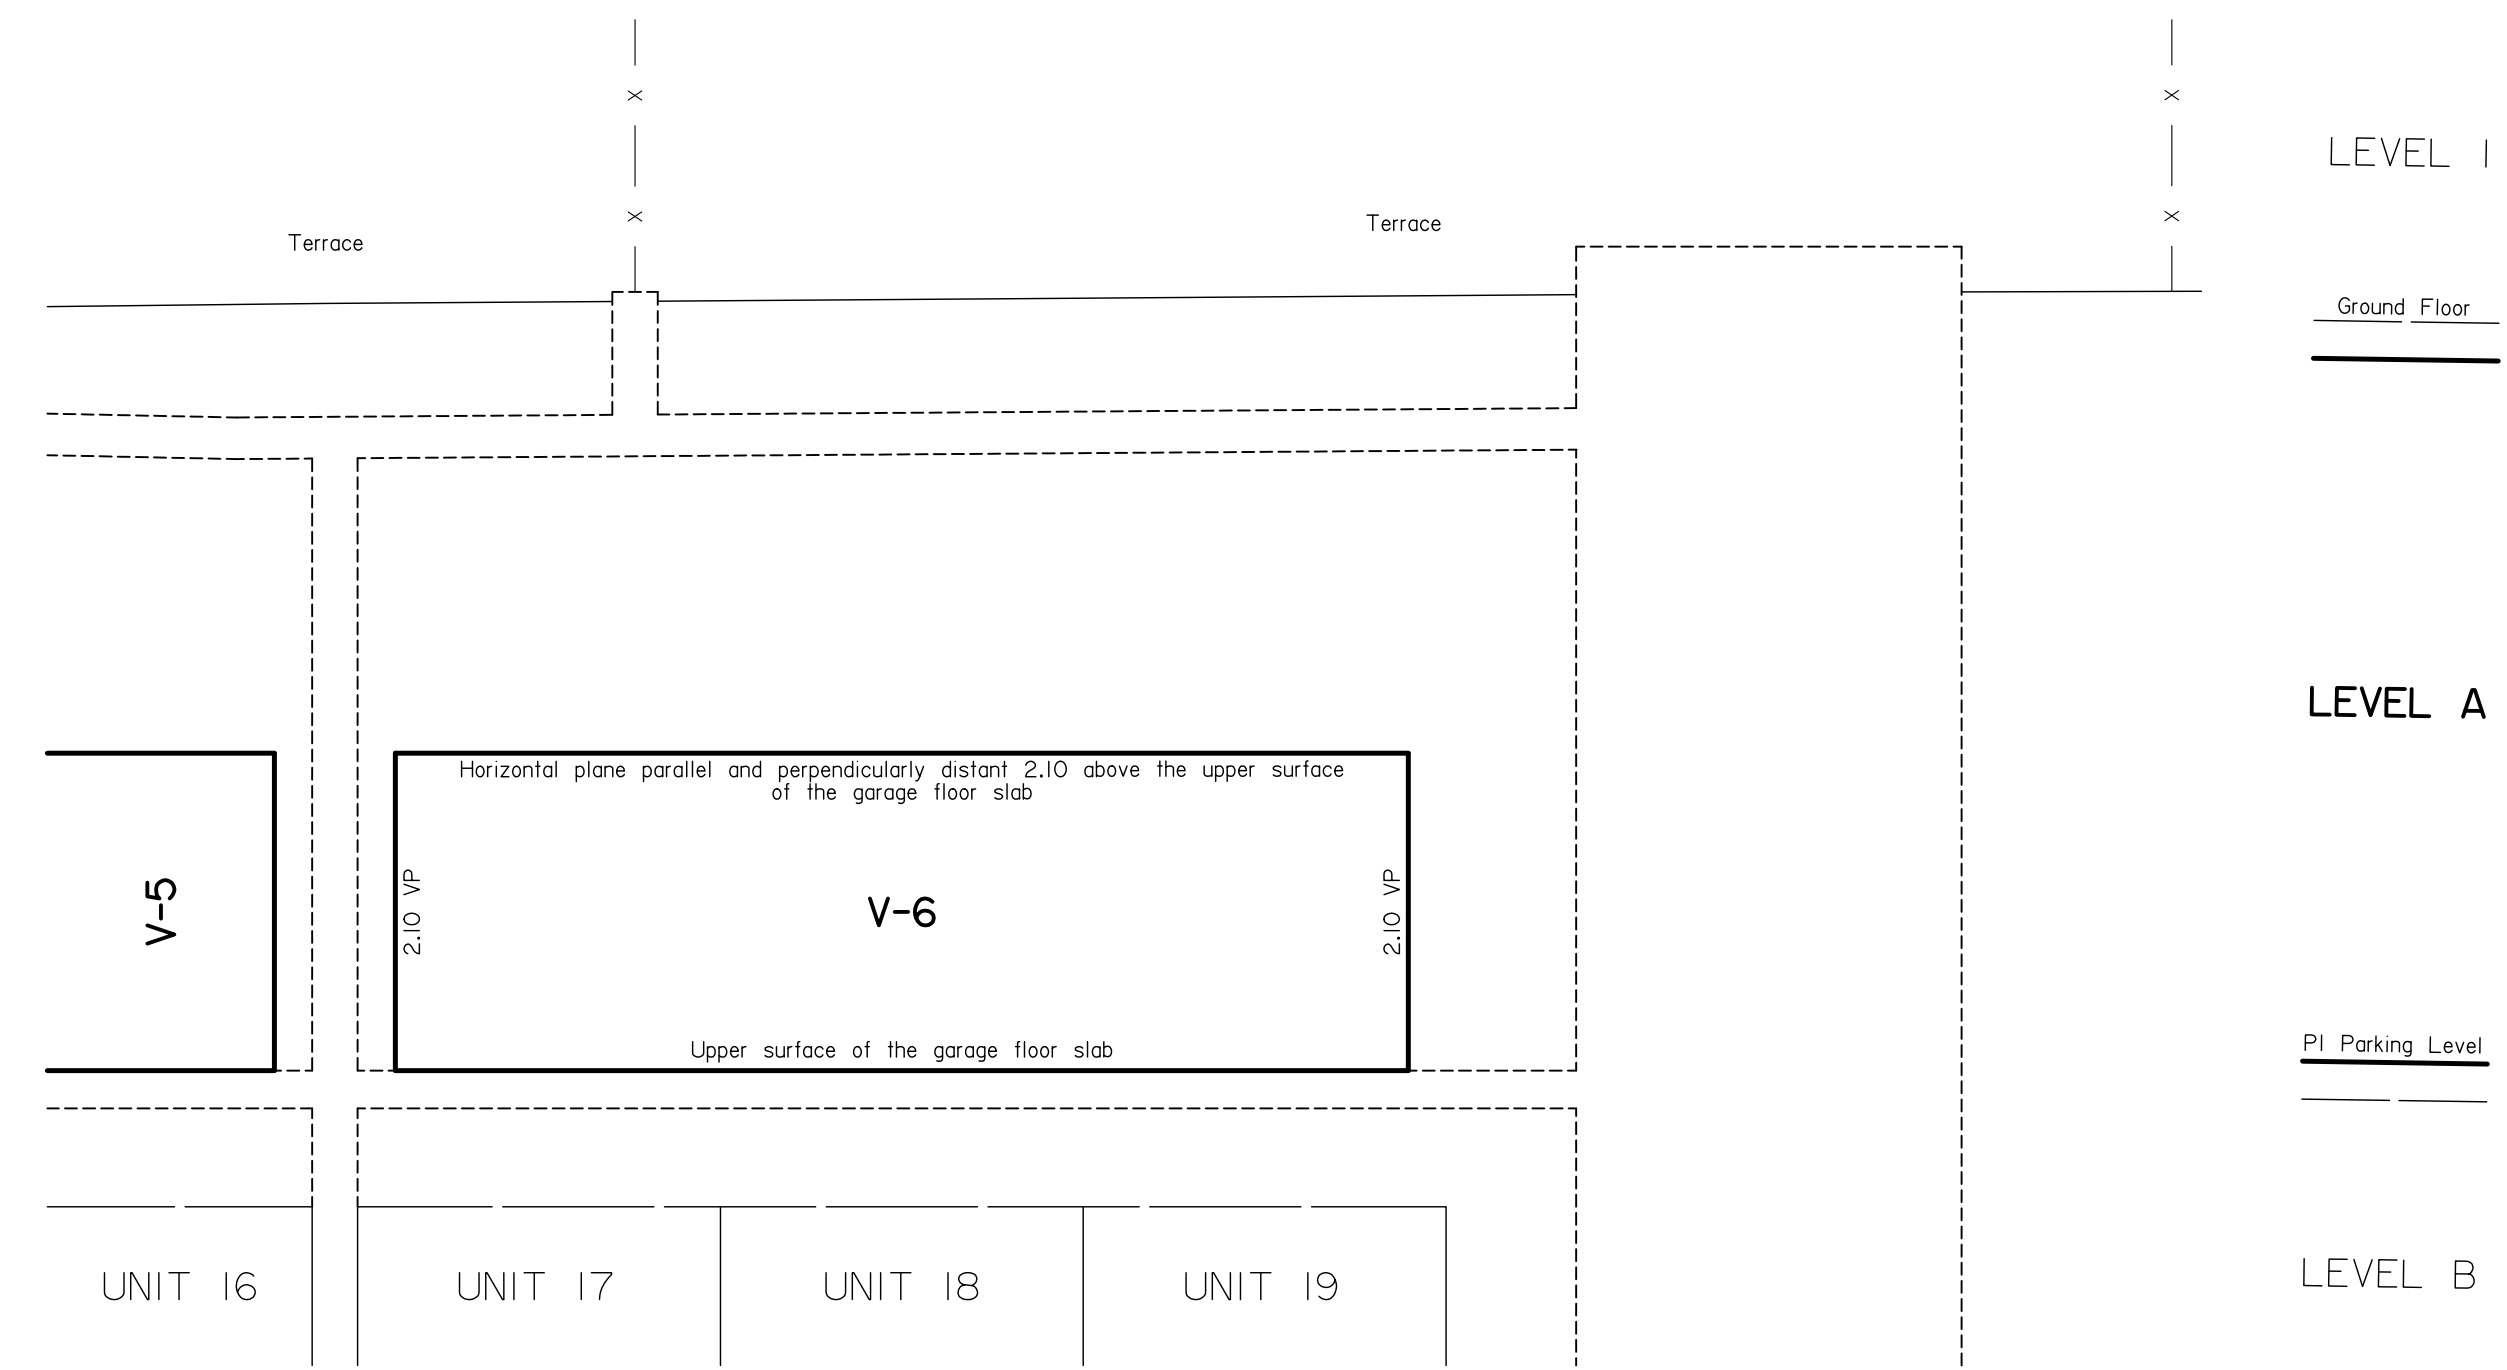 LEVEL 1
Terrace
Terrace
Ground Floor
LEVEL A
Horizontal plane parallel and perpendicularly distant 2.10 above the upper surface
of the garage floor slab
V-5
2.10 VP
V-6
2.10 VP
Upper surface of the garage floor slab
P1 Parking Level
UNIT 16
UNIT 17
UNIT 18
UNIT 19
LEVEL B